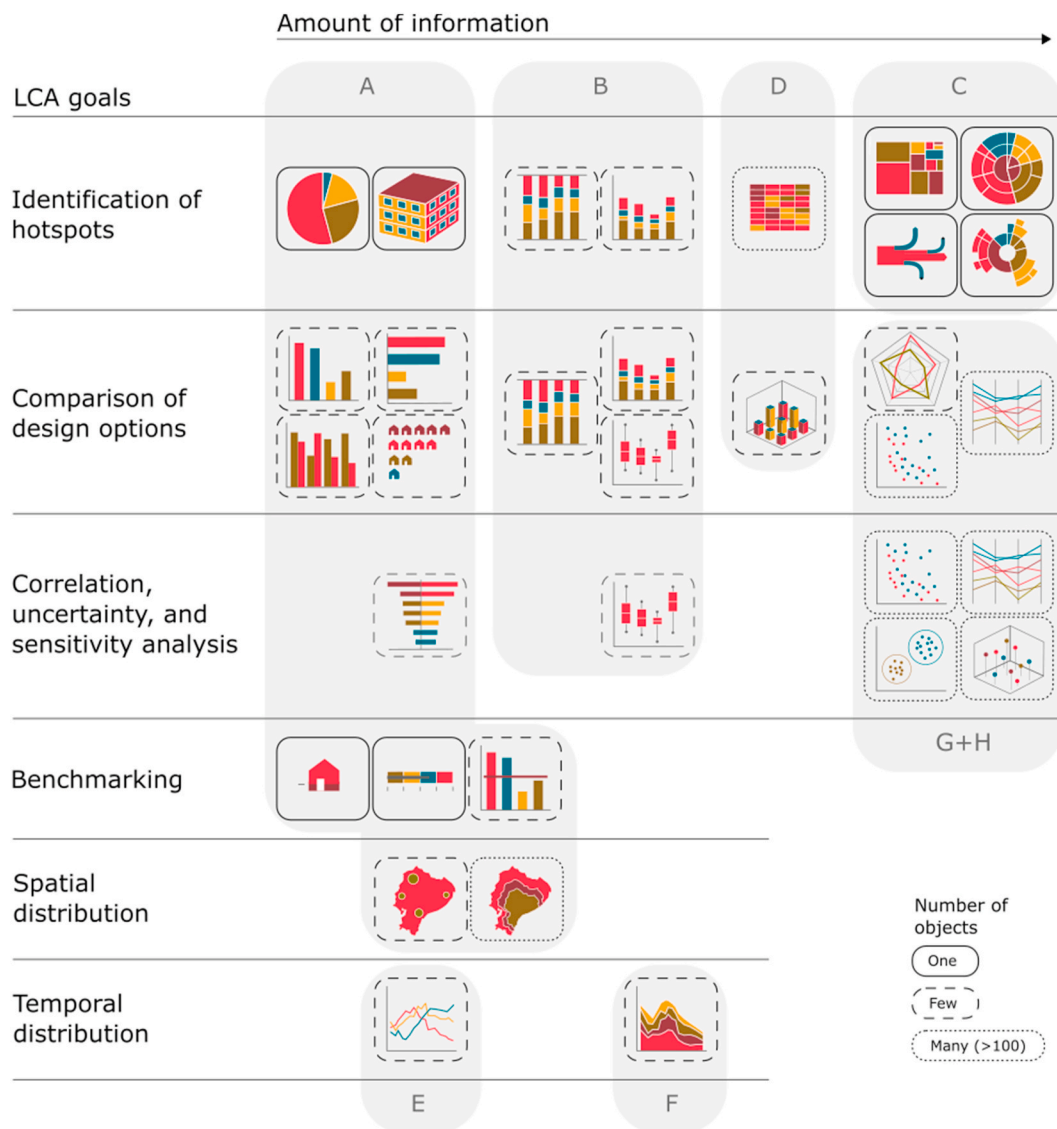 Amount of information
LCA goals
A
B
D
C
Identification of
hotspots
Comparison of
design options
Correlation,
uncertainty, and
sensitivity analysis
G+H
Benchmarking
Spatial
distribution
Number of
objects
One
Few
Many (>100)
Temporal
distribution
E
F